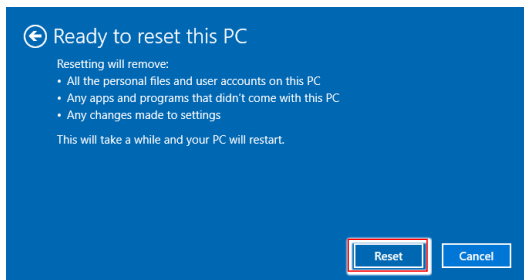 Ready to reset this PC
Resetting will remove:
• All the personal files and user accounts on this PC
• Any apps and programs that didn't come with this PC
• Any changes made to settings
This will take a while and your PC will restart.
Reset Cancel